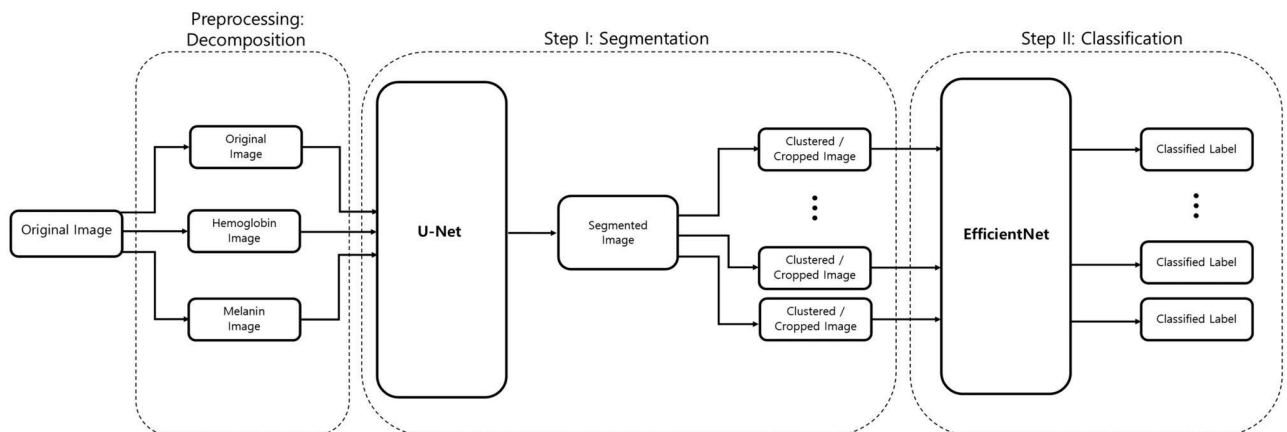 Preprocessing:
Decomposition
Step I: Segmentation
Step II: Classification
Original Image
Original
Image
Hemoglobin
Image
Melanin
Image
U-Net
Segmented
Image
Clustered /
Cropped Image
Clustered /
Cropped Image
Clustered /
Cropped Image
EfficientNet
Classified Label
Classified Label
Classified Label